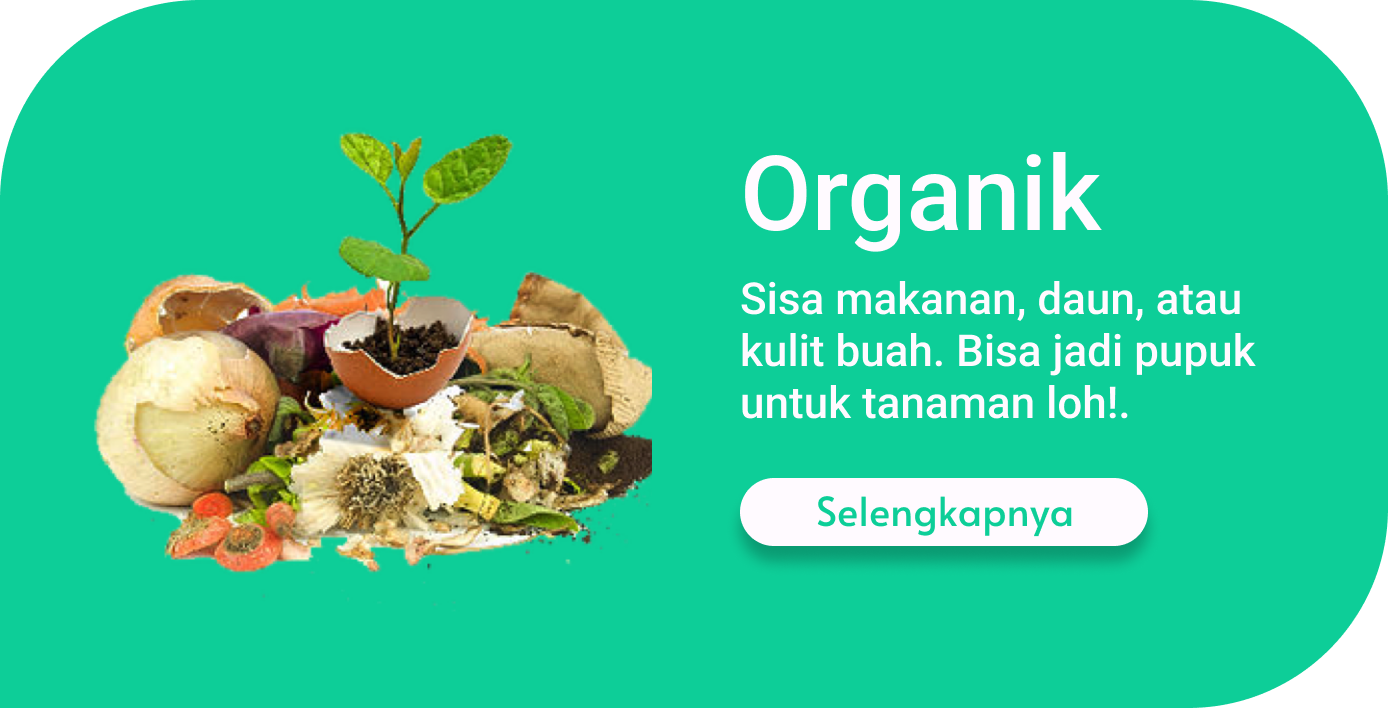 Organik
Sisa makanan, daun, atau
kulit buah. Bisa jadi pupuk
untuk tanaman loh!.
Selengkapnya